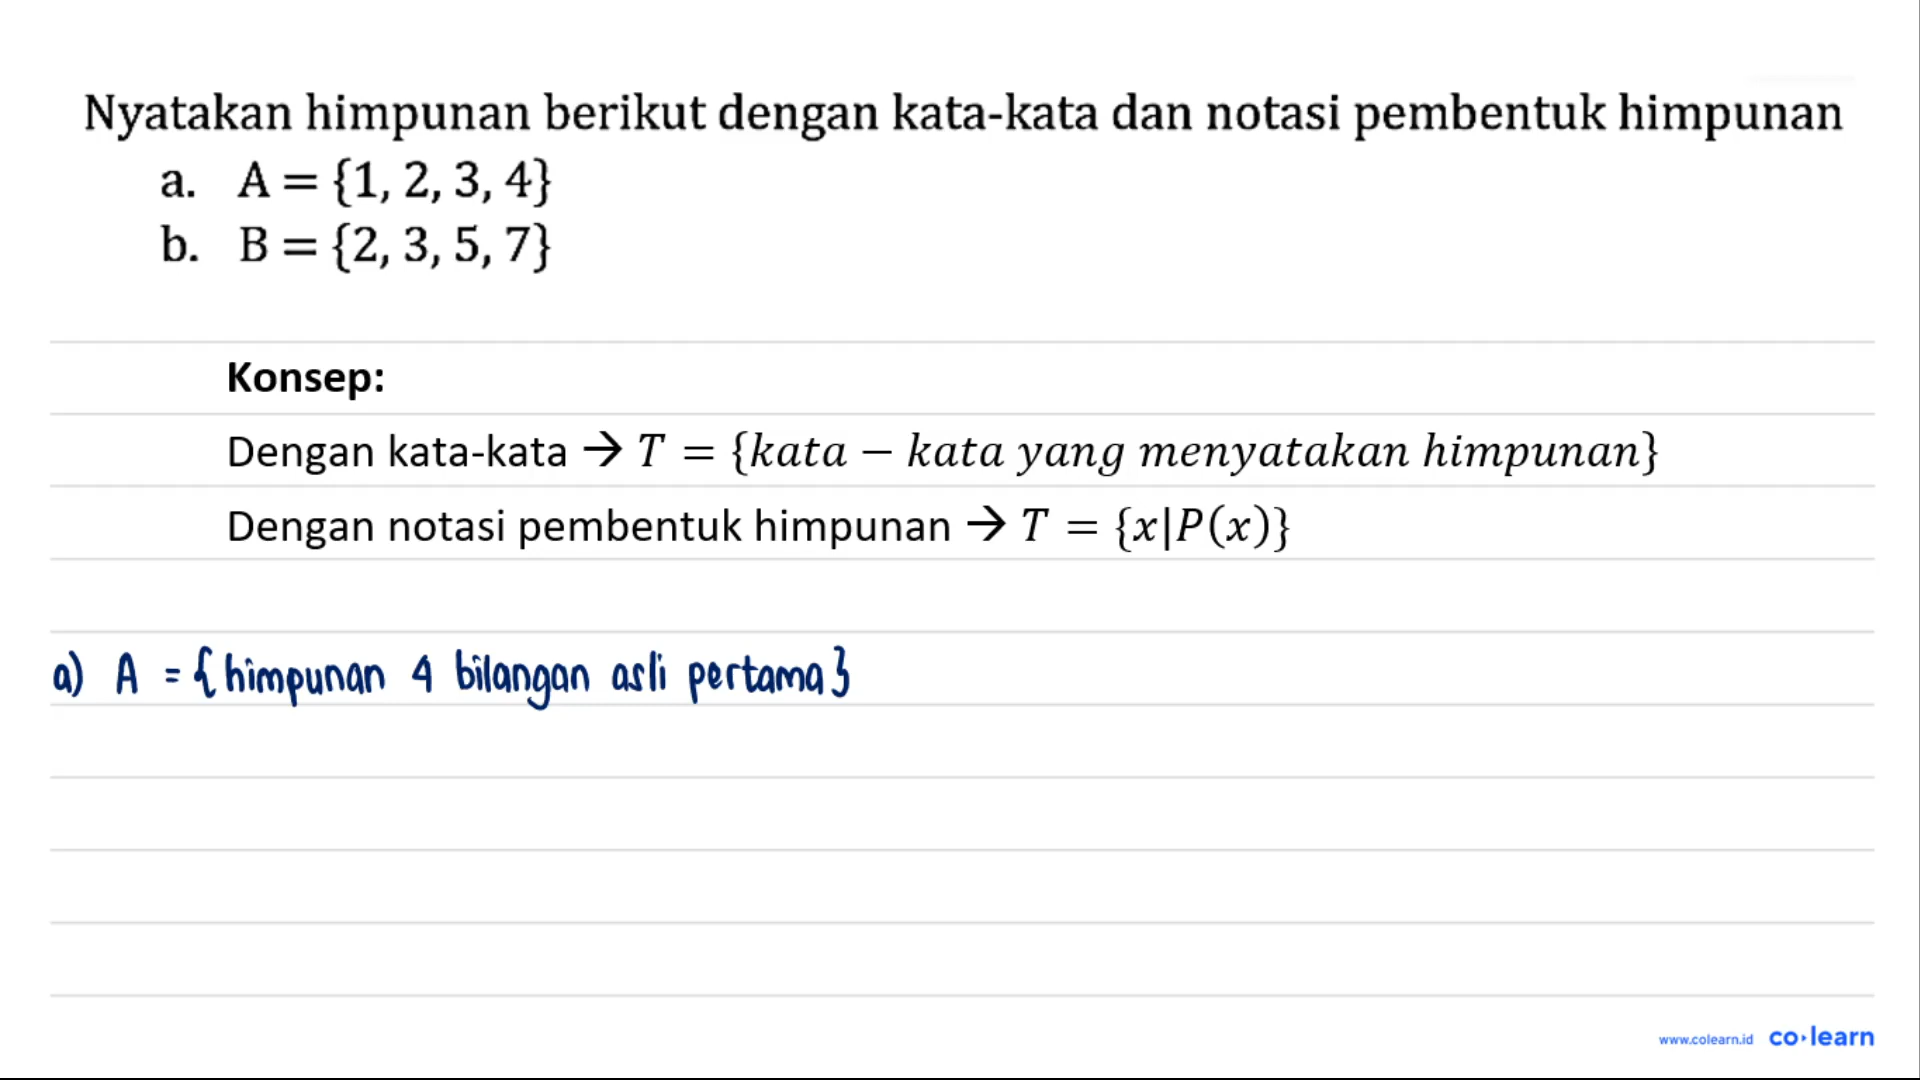 Nyatakan himpunan berikut dengan kata-kata dan notasi pembentuk himpunan
a. A = {1, 2, 3, 4}
b. B = {2, 3, 5, 7}
Konsep:
Dengan kata-kata → T = {kata − kata yang menyatakan himpunan}
Dengan notasi pembentuk himpunan → T = {x|P(x)}
a) A = {himpunan 4 bilangan asli pertama}
www.colearn.id co·learn